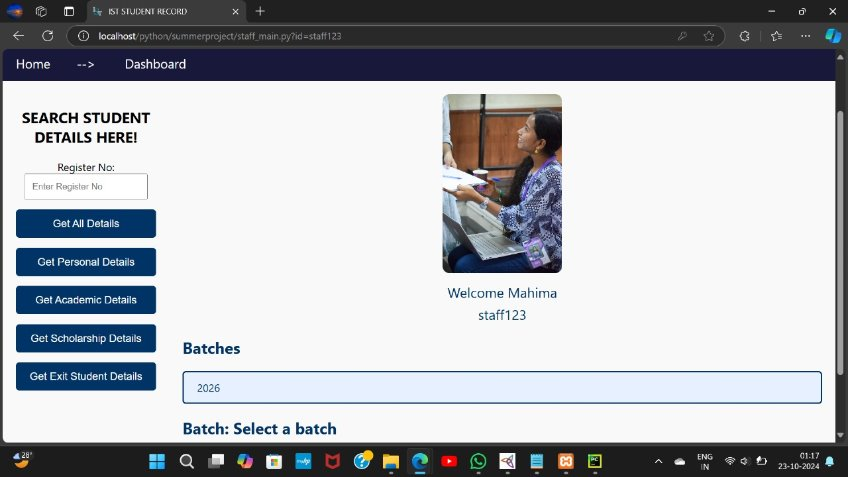 IST STUDENT RECORD
localhost/python/summerproject/staff_main.py?id=staff123
Home --> Dashboard
SEARCH STUDENT
DETAILS HERE!
Register No:
Enter Register No
Get All Details
Get Personal Details
Get Academic Details
Get Scholarship Details
Get Exit Student Details
Welcome Mahima
staff123
Batches
2026
Batch: Select a batch
28°
ENG
IN
01:17
23-10-2024